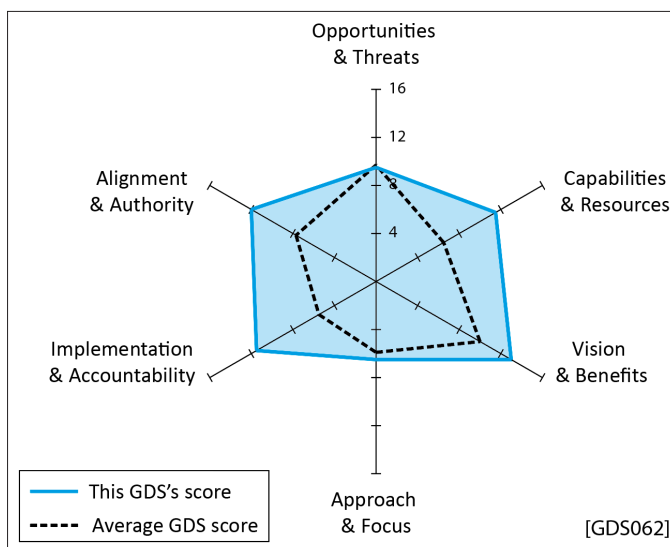 Opportunities
& Threats
16
12
8
4
Alignment
& Authority
Capabilities
& Resources
Implementation
& Accountability
Vision
& Benefits
This GDS's score
Average GDS score
Approach
& Focus
[GDS062]